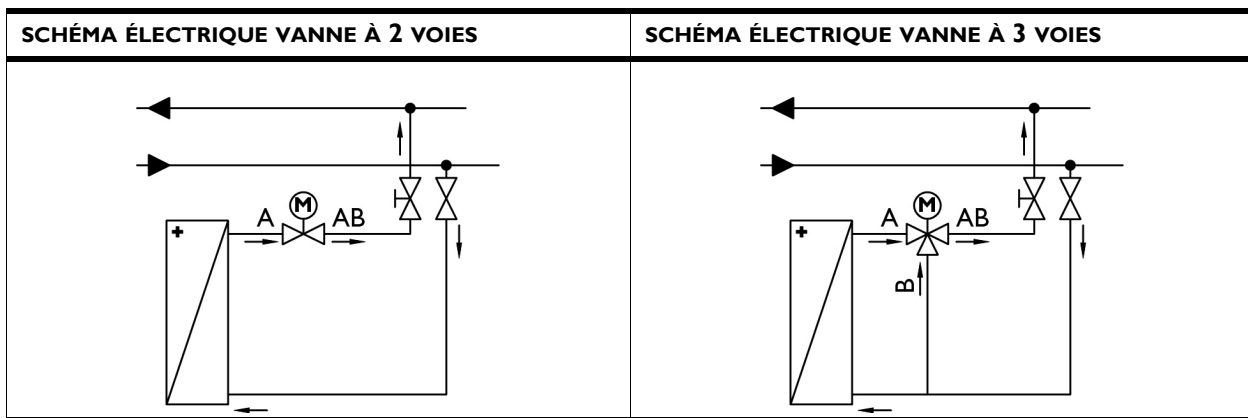 SCHÉMA ÉLECTRIQUE VANNE À 2 VOIES
SCHÉMA ÉLECTRIQUE VANNE À 3 VOIES
M
A AB
+
M
A AB
+
B